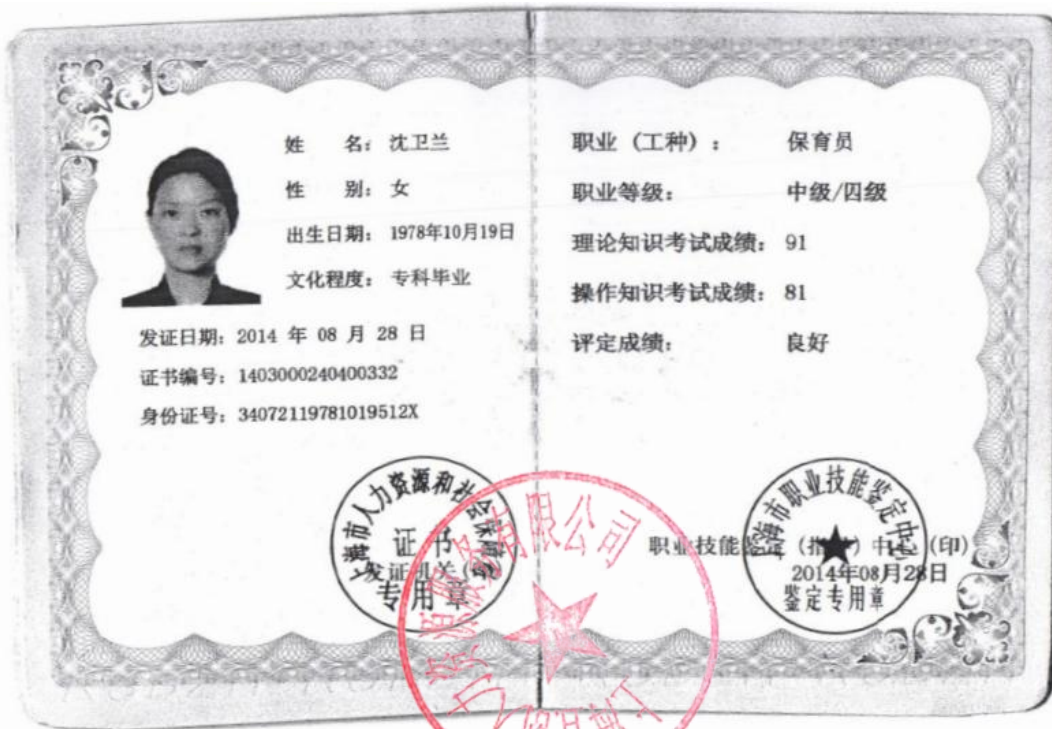 姓 名：沈卫兰
性 别：女
出生日期：1978年10月19日
文化程度：专科毕业
发证日期：2014 年 08 月 28 日
证书编号：1403000240400332
身份证号：34072119781019512X
上海市人力资源和社会保障
证书
发证机关
专用章
职业（工种）： 保育员
职业等级： 中级/四级
理论知识考试成绩：91
操作知识考试成绩：81
评定成绩： 良好
上海市职业技能鉴定中心
职业技能鉴定（指导）中心（印）
2014年08月28日
鉴定专用章
力资源服务有限公司